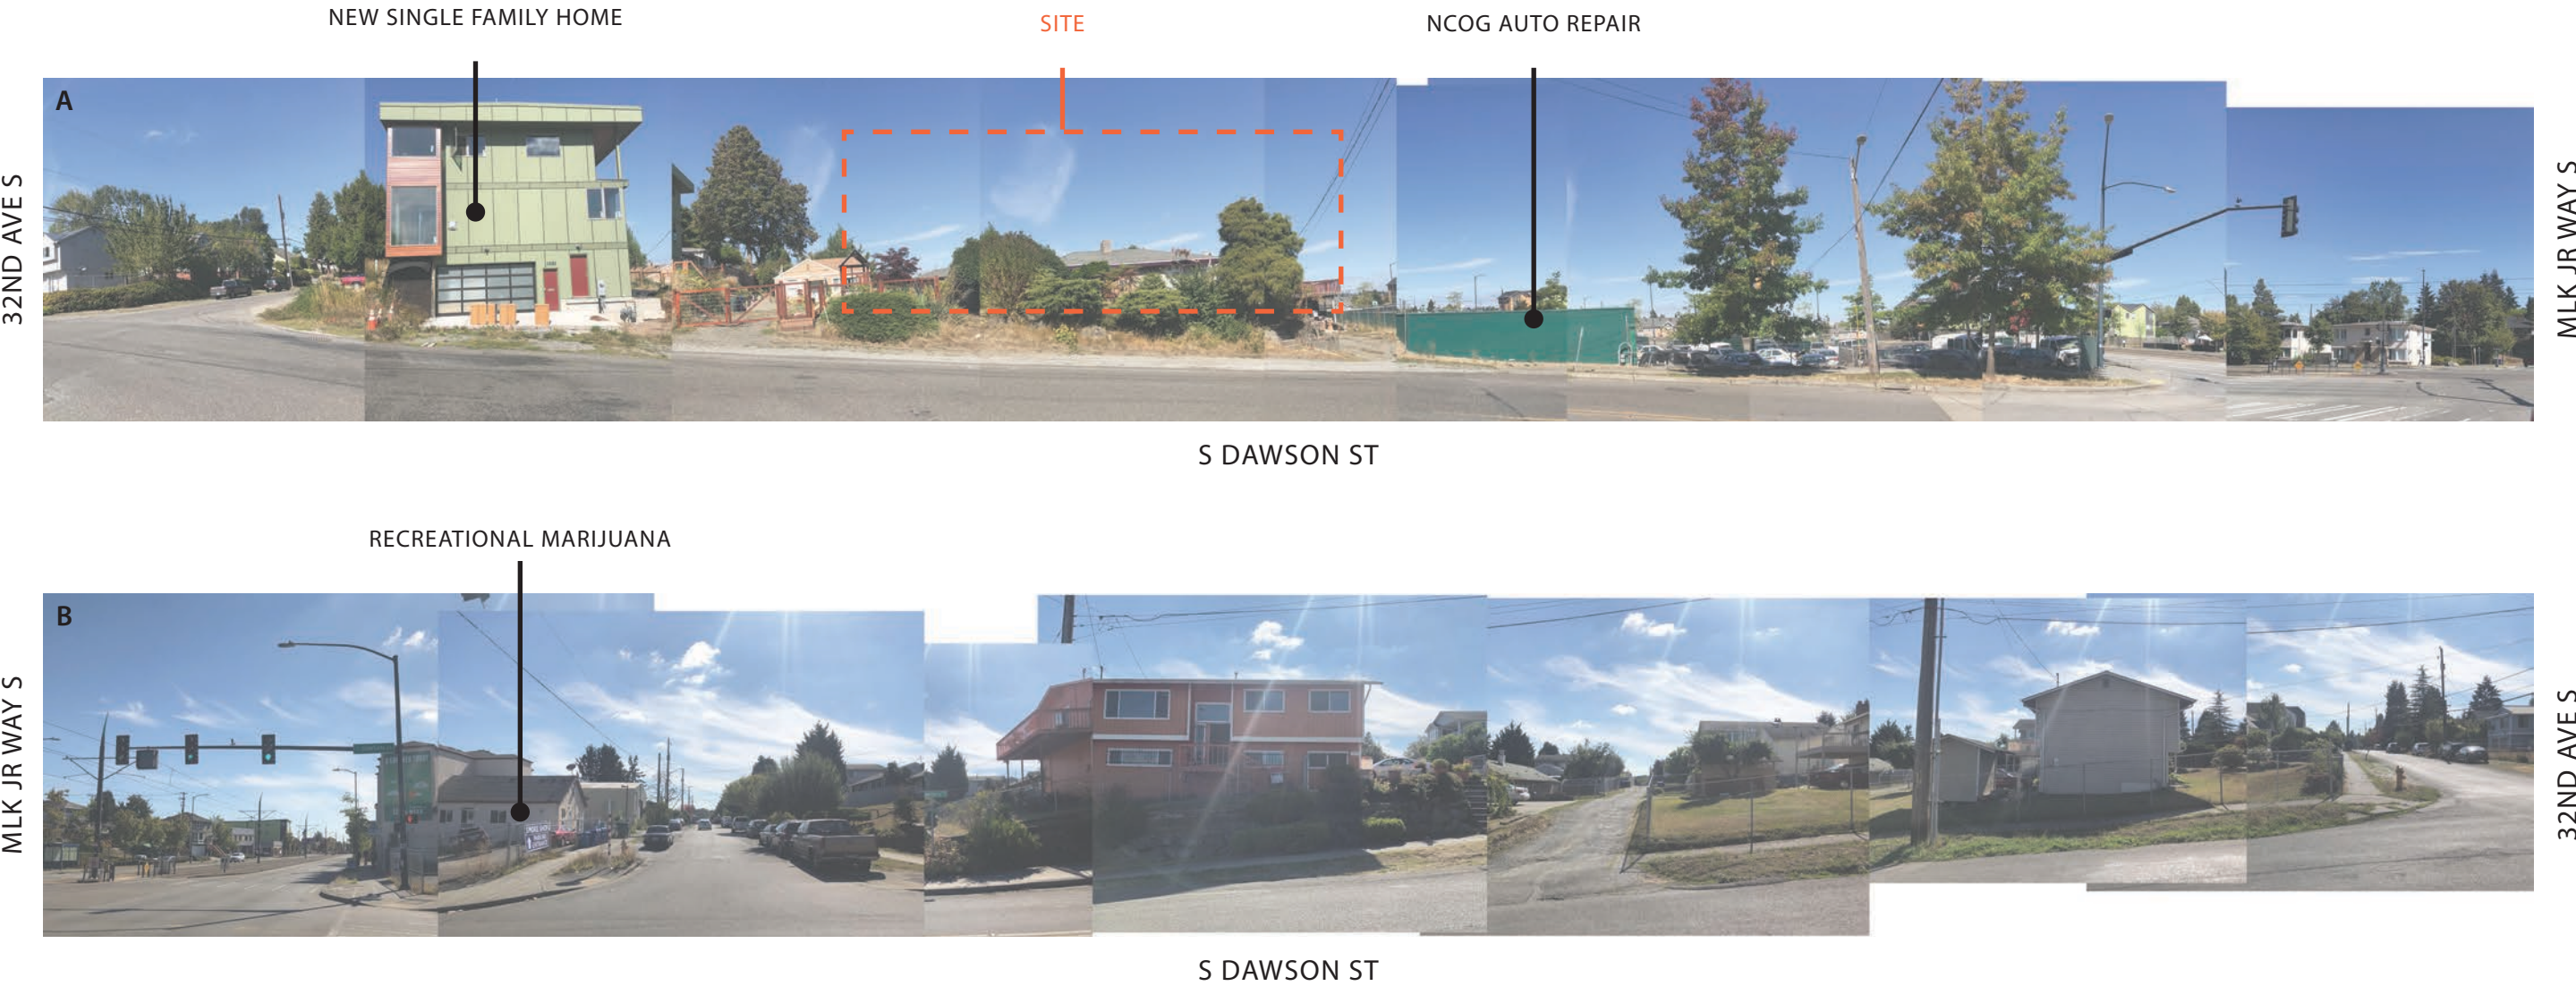 NEW SINGLE FAMILY HOME
SITE
NCOG AUTO REPAIR
A
32ND AVE S
MLK JR WAY S
S DAWSON ST
RECREATIONAL MARIJUANA
B
MLK JR WAY S
32ND AVE S
S DAWSON ST